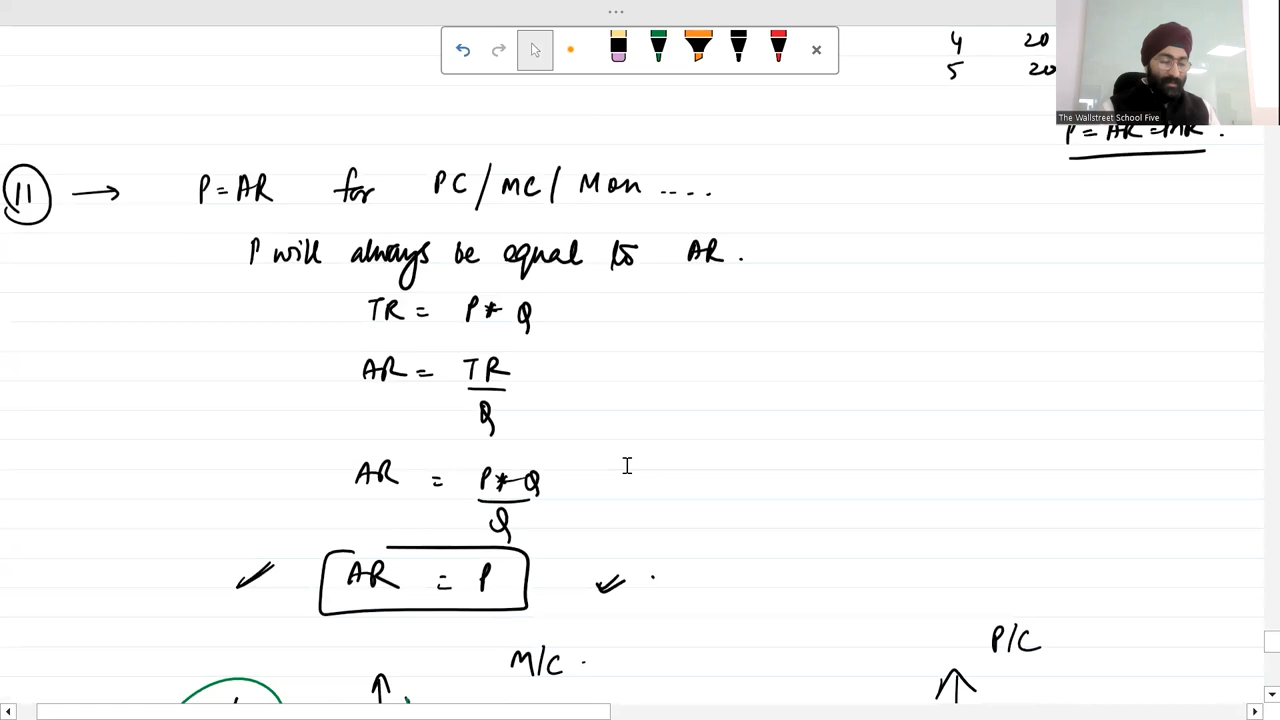 4 20
5 20
The Wallstreet School Five
P = AR = MR .
11 → P = AR for PC / MC / Mon ....
P will always be equal to AR .
TR = P * Q
AR = TR
Q
AR = P * Q
Q
AR = P
M/C .
P/C